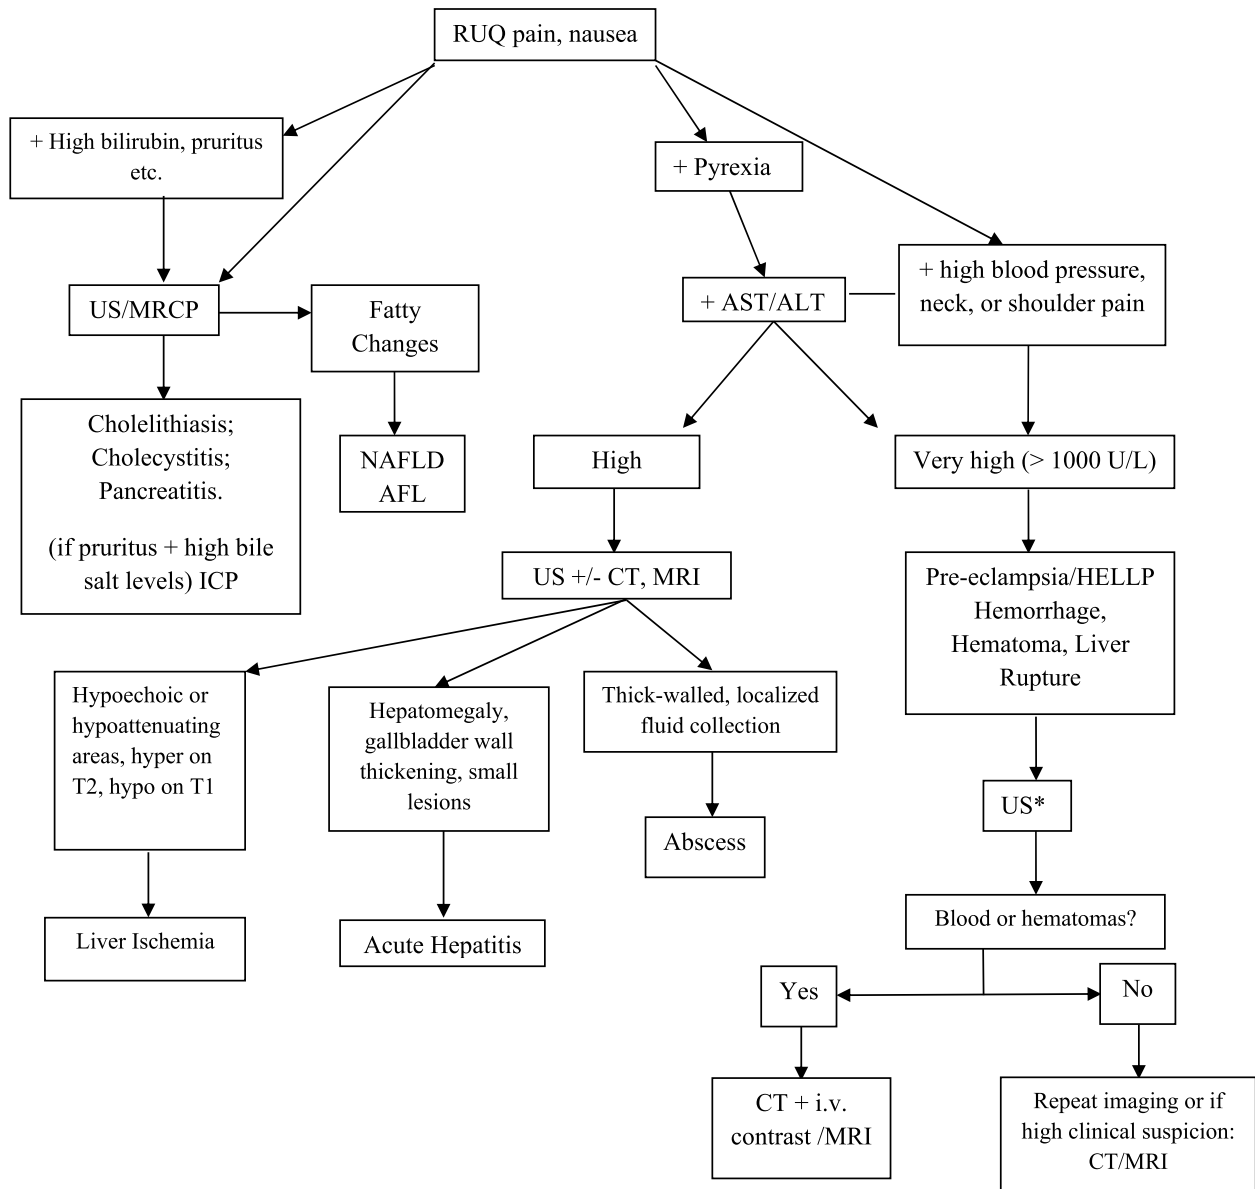 RUQ pain, nausea
+ High bilirubin, pruritus
etc.
+ Pyrexia
+ high blood pressure,
neck, or shoulder pain
US/MRCP
Fatty
Changes
+ AST/ALT
Cholelithiasis;
Cholecystitis;
Pancreatitis.
(if pruritus + high bile
salt levels) ICP
NAFLD
AFL
High
Very high (> 1000 U/L)
US +/- CT, MRI
Pre-eclampsia/HELLP
Hemorrhage,
Hematoma, Liver
Rupture
Hypoechoic or
hypoattenuating
areas, hyper on
T2, hypo on T1
Hepatomegaly,
gallbladder wall
thickening, small
lesions
Thick-walled, localized
fluid collection
US*
Abscess
Blood or hematomas?
Liver Ischemia
Acute Hepatitis
Yes
No
CT + i.v.
contrast /MRI
Repeat imaging or if
high clinical suspicion:
CT/MRI